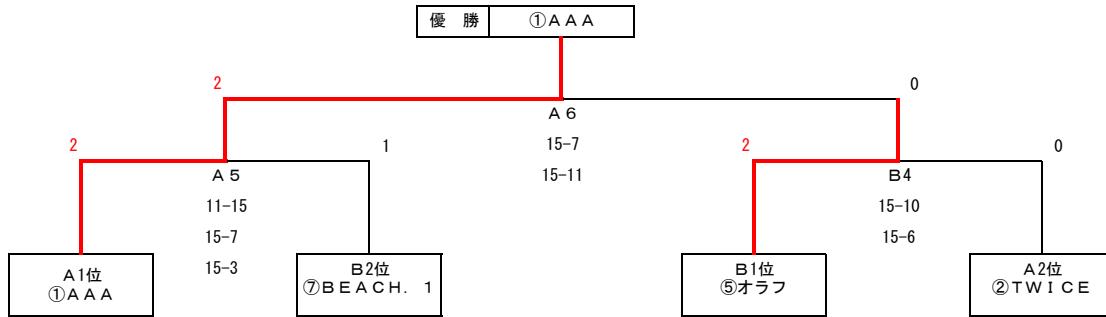 優　勝　①ＡＡＡ
2　0
Ａ６
15-7
15-11
2　1
Ａ５
11-15
15-7
15-3
2　0
Ｂ4
15-10
15-6
Ａ1位
①ＡＡＡ
Ｂ2位
⑦ＢＥＡＣＨ．１
Ｂ1位
⑤オラフ
Ａ2位
②ＴＷＩＣＥ